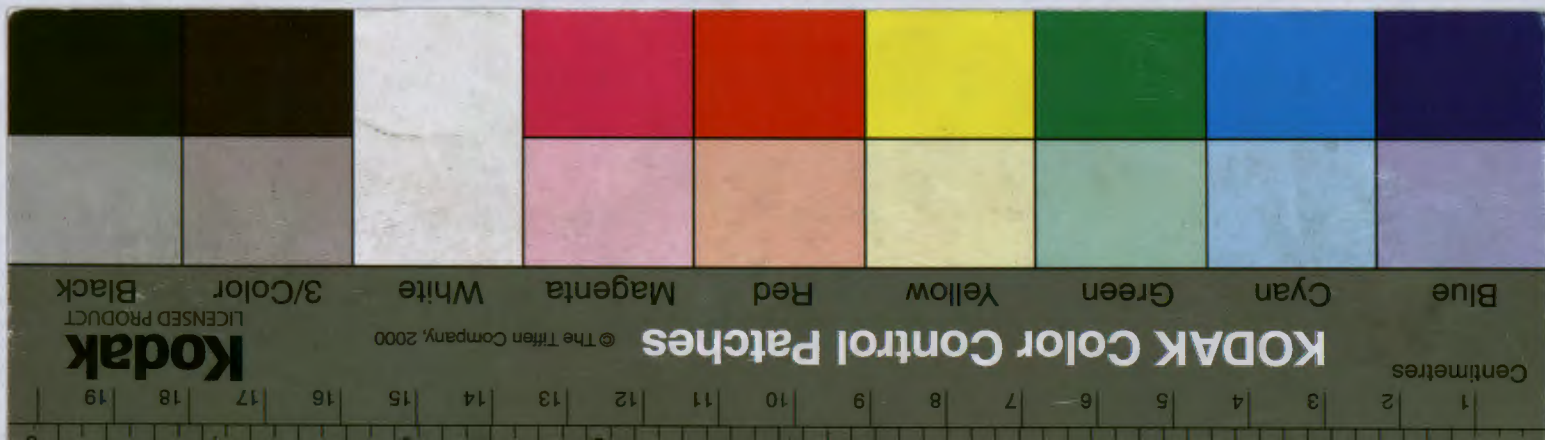 1 2 3 4 5 6 7 8 9 10 11 12 13 14 15 16 17 18 19
Centimetres
KODAK Color Control Patches © The Tiffen Company, 2000 Kodak
LICENSED PRODUCT
Blue Cyan Green Yellow Red Magenta White 3/Color Black